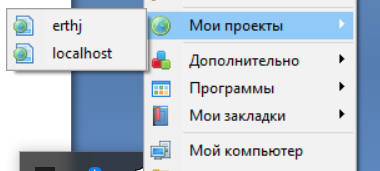 erthj
localhost
Мои проекты
Дополнительно
Программы
Мои закладки
Мой компьютер